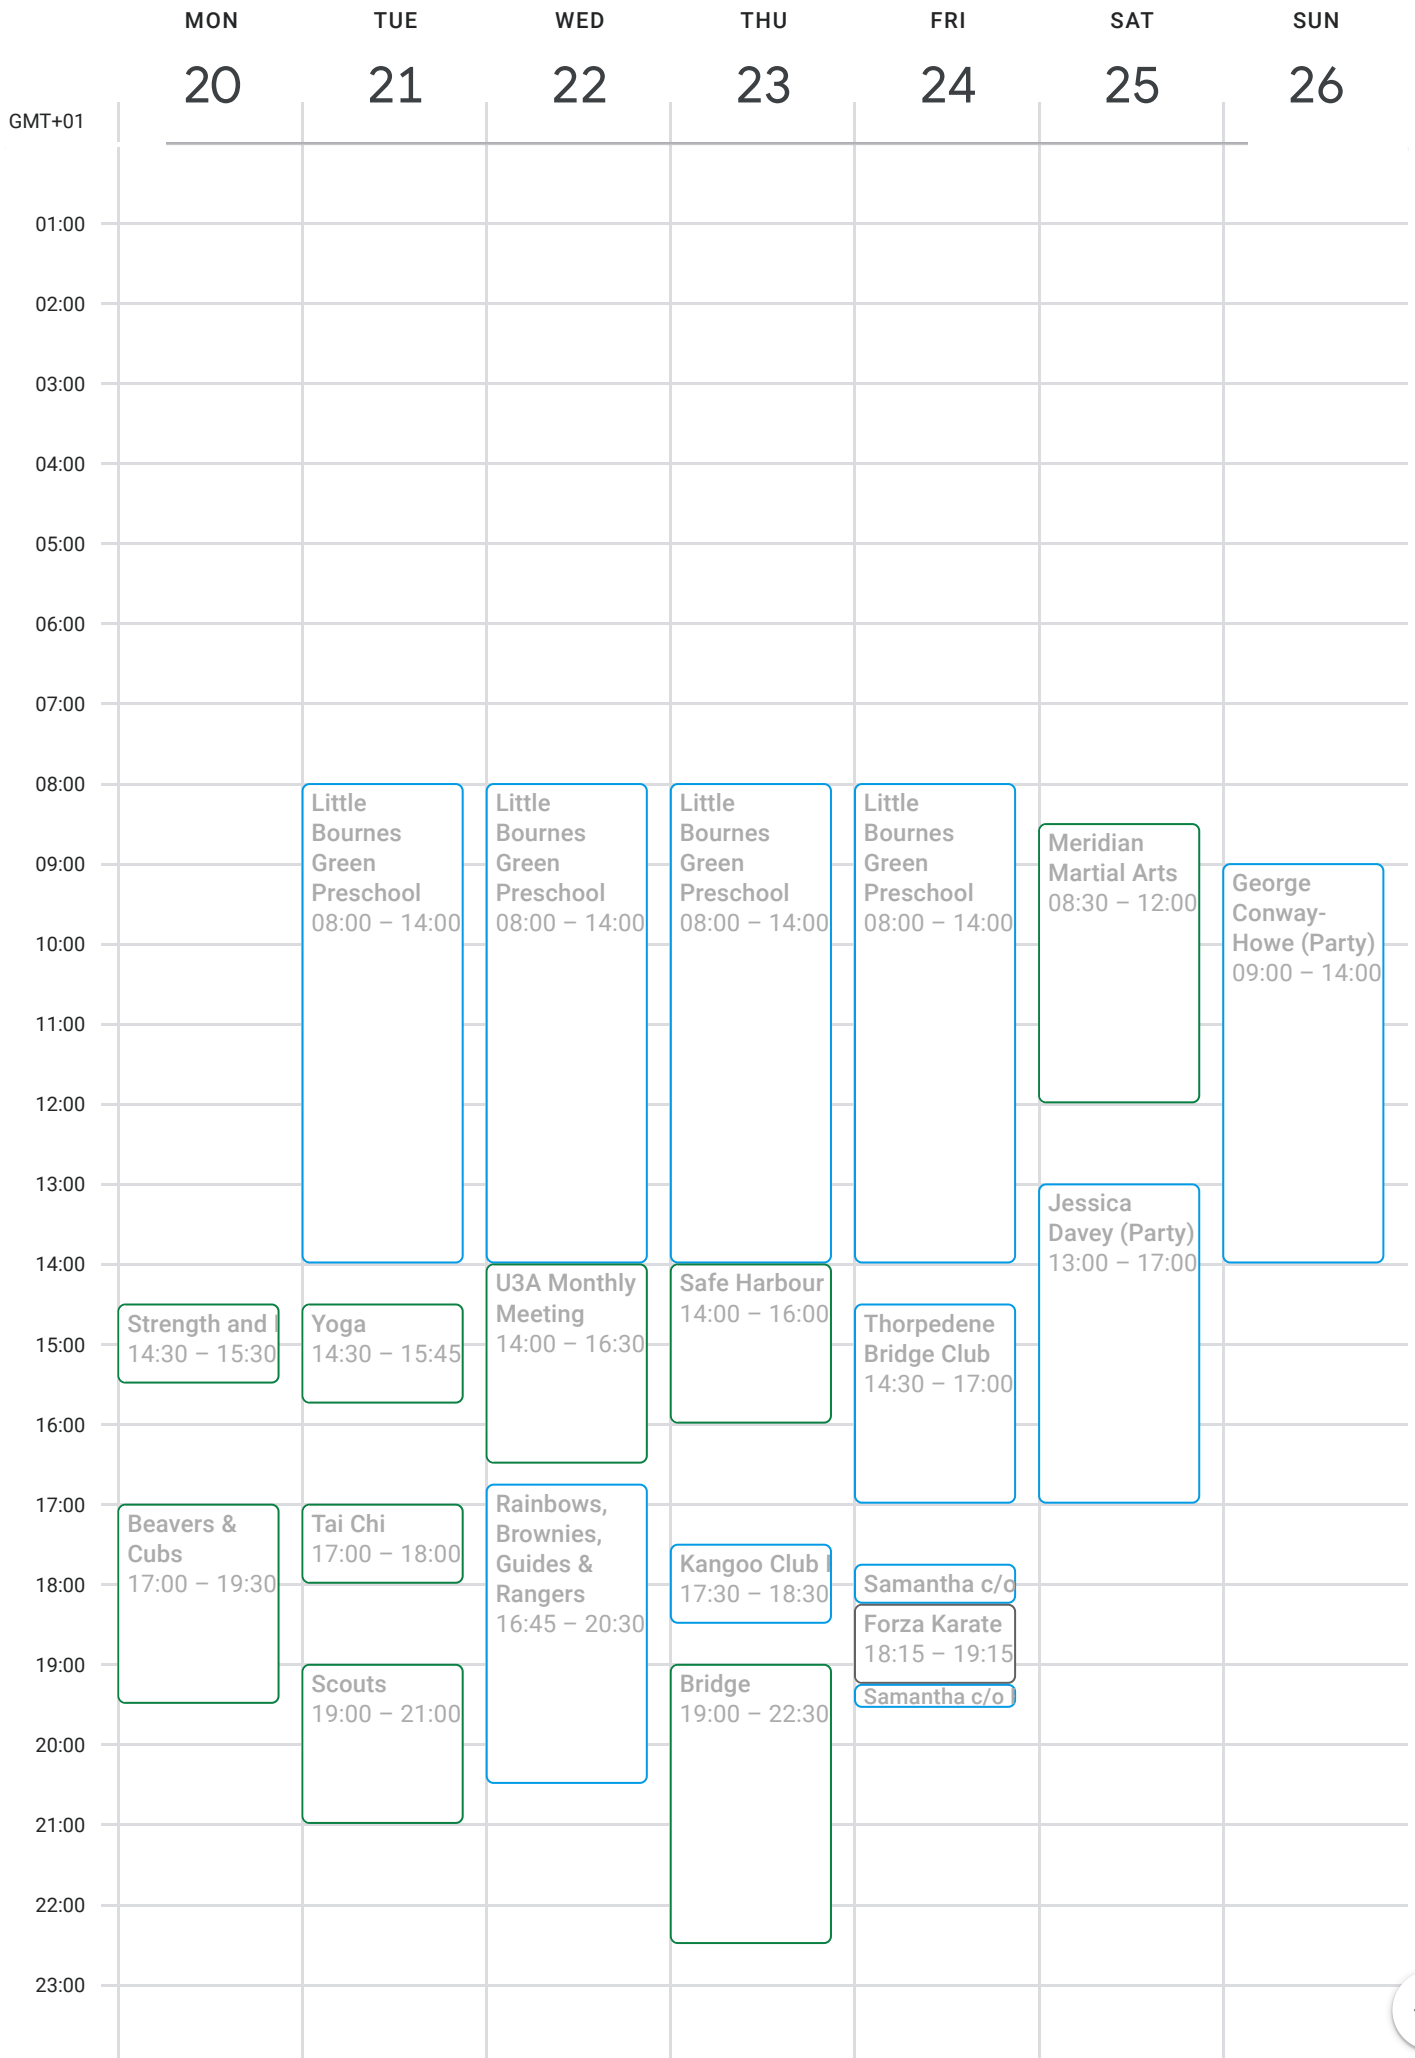 MON
TUE
WED
THU
FRI
SAT
SUN
20
21
22
23
24
25
26
GMT+01
01:00
02:00
03:00
04:00
05:00
06:00
07:00
08:00
09:00
10:00
11:00
12:00
13:00
14:00
15:00
16:00
17:00
18:00
19:00
20:00
21:00
22:00
23:00
Strength and
14:30 – 15:30
Beavers &
Cubs
17:00 – 19:30
Little
Bournes
Green
Preschool
08:00 – 14:00
Yoga
14:30 – 15:45
Tai Chi
17:00 – 18:00
Scouts
19:00 – 21:00
Little
Bournes
Green
Preschool
08:00 – 14:00
U3A Monthly
Meeting
14:00 – 16:30
Rainbows,
Brownies,
Guides &
Rangers
16:45 – 20:30
Little
Bournes
Green
Preschool
08:00 – 14:00
Safe Harbour
14:00 – 16:00
Kangoo Club
17:30 – 18:30
Bridge
19:00 – 22:30
Little
Bournes
Green
Preschool
08:00 – 14:00
Thorpedene
Bridge Club
14:30 – 17:00
Samantha c/o
Forza Karate
18:15 – 19:15
Samantha c/o
Meridian
Martial Arts
08:30 – 12:00
Jessica
Davey (Party)
13:00 – 17:00
George
Conway-
Howe (Party)
09:00 – 14:00